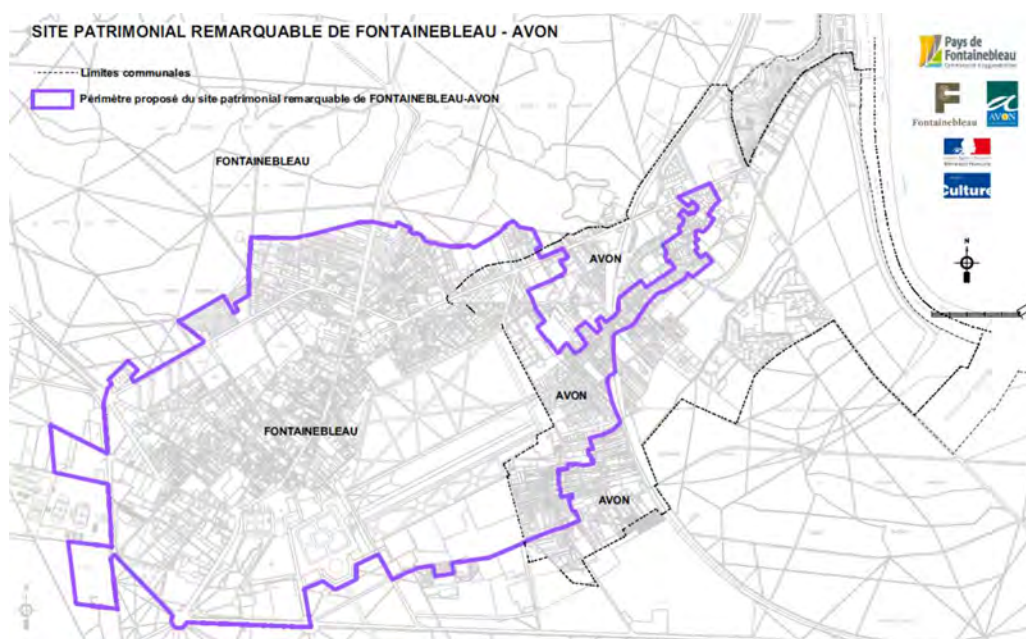 SITE PATRIMONIAL REMARQUABLE DE FONTAINEBLEAU - AVON
Limites communales
Périmètre proposé du site patrimonial remarquable de FONTAINEBLEAU-AVON
Pays de
Fontainebleau
Fontainebleau
AVON
Culture
N
FONTAINEBLEAU
AVON
AVON
FONTAINEBLEAU
AVON